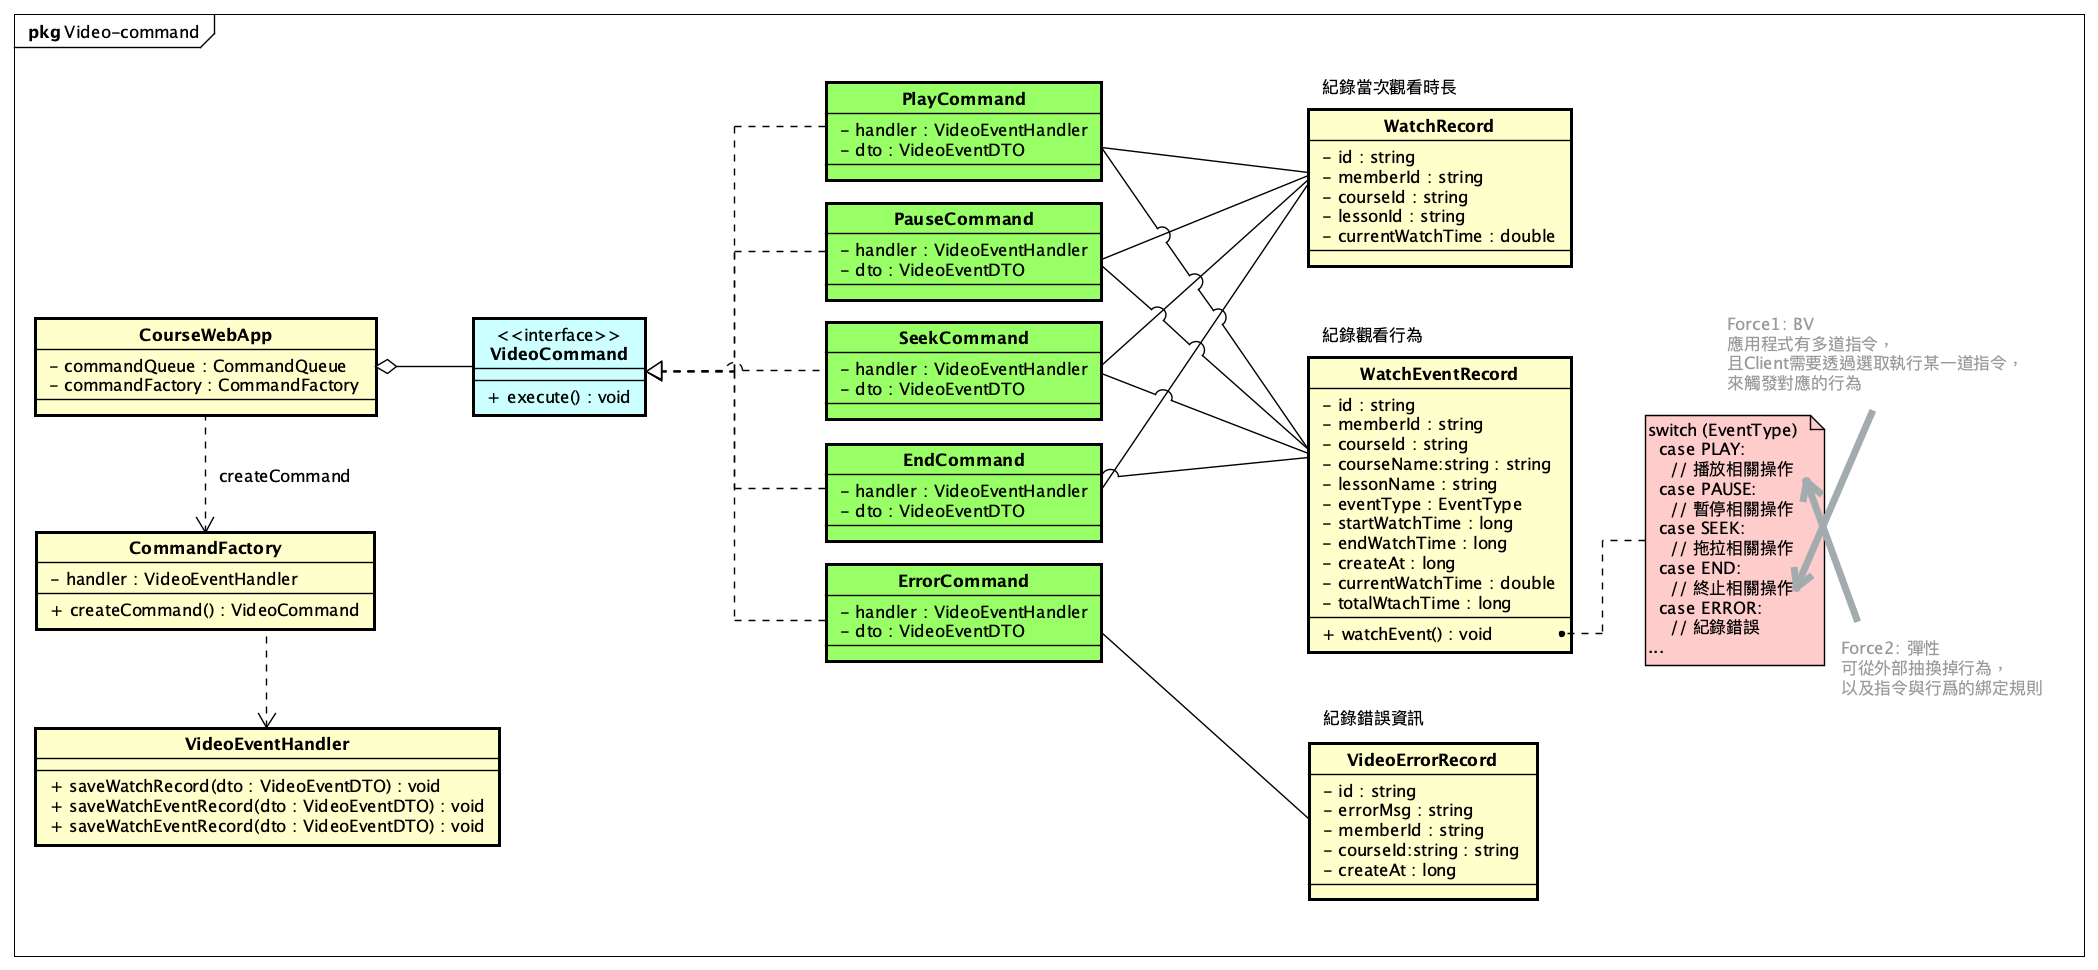 pkg Video-command
CourseWebApp
- commandQueue : CommandQueue
- commandFactory : CommandFactory
createCommand
CommandFactory
- handler : VideoEventHandler
+ createCommand() : VideoCommand
VideoEventHandler
+ saveWatchRecord(dto : VideoEventDTO) : void
+ saveWatchEventRecord(dto : VideoEventDTO) : void
+ saveWatchEventRecord(dto : VideoEventDTO) : void
<<interface>>
VideoCommand
+ execute() : void
PlayCommand
- handler : VideoEventHandler
- dto : VideoEventDTO
PauseCommand
- handler : VideoEventHandler
- dto : VideoEventDTO
SeekCommand
- handler : VideoEventHandler
- dto : VideoEventDTO
EndCommand
- handler : VideoEventHandler
- dto : VideoEventDTO
ErrorCommand
- handler : VideoEventHandler
- dto : VideoEventDTO
紀錄當次觀看時長
WatchRecord
- id : string
- memberId : string
- courseId : string
- lessonId : string
- currentWatchTime : double
紀錄觀看行為
WatchEventRecord
- id : string
- memberId : string
- courseId : string
- courseName:string : string
- lessonName : string
- eventType : EventType
- startWatchTime : long
- endWatchTime : long
- createAt : long
- currentWatchTime : double
- totalWtachTime : long
+ watchEvent() : void
紀錄錯誤資訊
VideoErrorRecord
- id : string
- errorMsg : string
- memberId : string
- courseId:string : string
- createAt : long
Force1: BV
應用程式有多道指令，
且Client需要透過選取執行某一道指令，
來觸發對應的行為
switch (EventType)
case PLAY:
// 播放相關操作
case PAUSE:
// 暫停相關操作
case SEEK:
// 拖拉相關操作
case END:
// 終止相關操作
case ERROR:
// 紀錄錯誤
...
Force2: 彈性
可從外部抽換掉行為，
以及指令與行爲的綁定規則